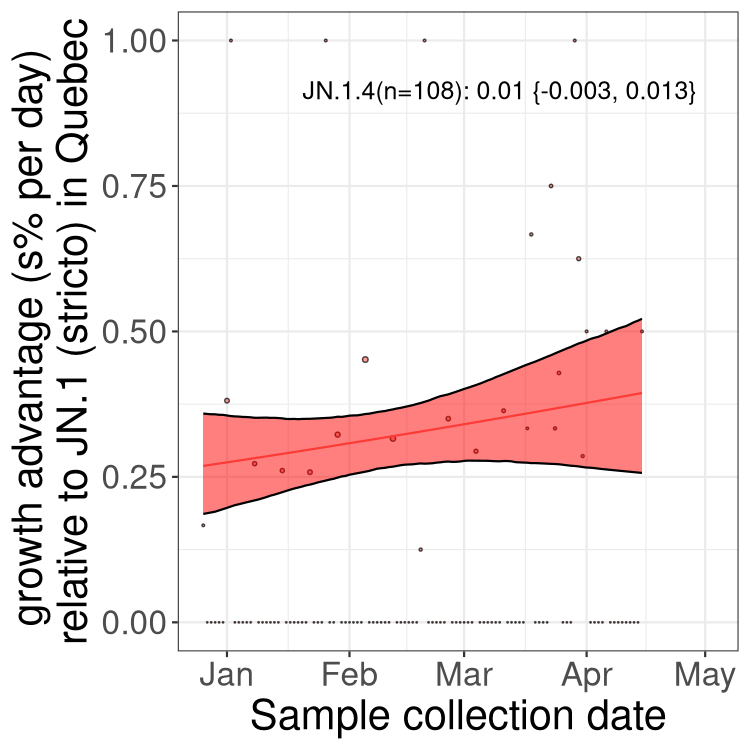 growth advantage (s% per day)
relative to JN.1 (stricto) in Quebec
1.00
0.75
0.50
0.25
0.00
JN.1.4(n=108): 0.01 {-0.003, 0.013}
Jan Feb Mar Apr May
Sample collection date